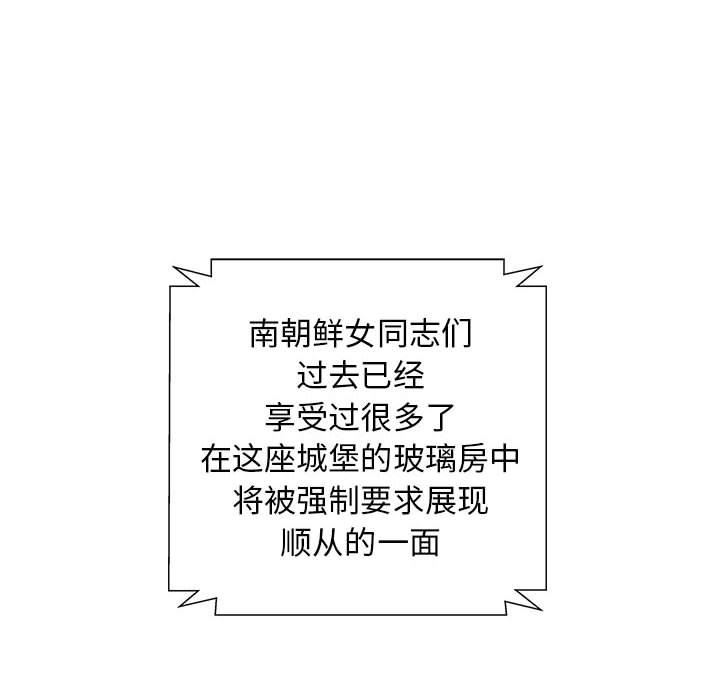 南朝鲜女同志们
过去已经
享受过很多了
在这座城堡的玻璃房中
将被强制要求展现
顺从的一面